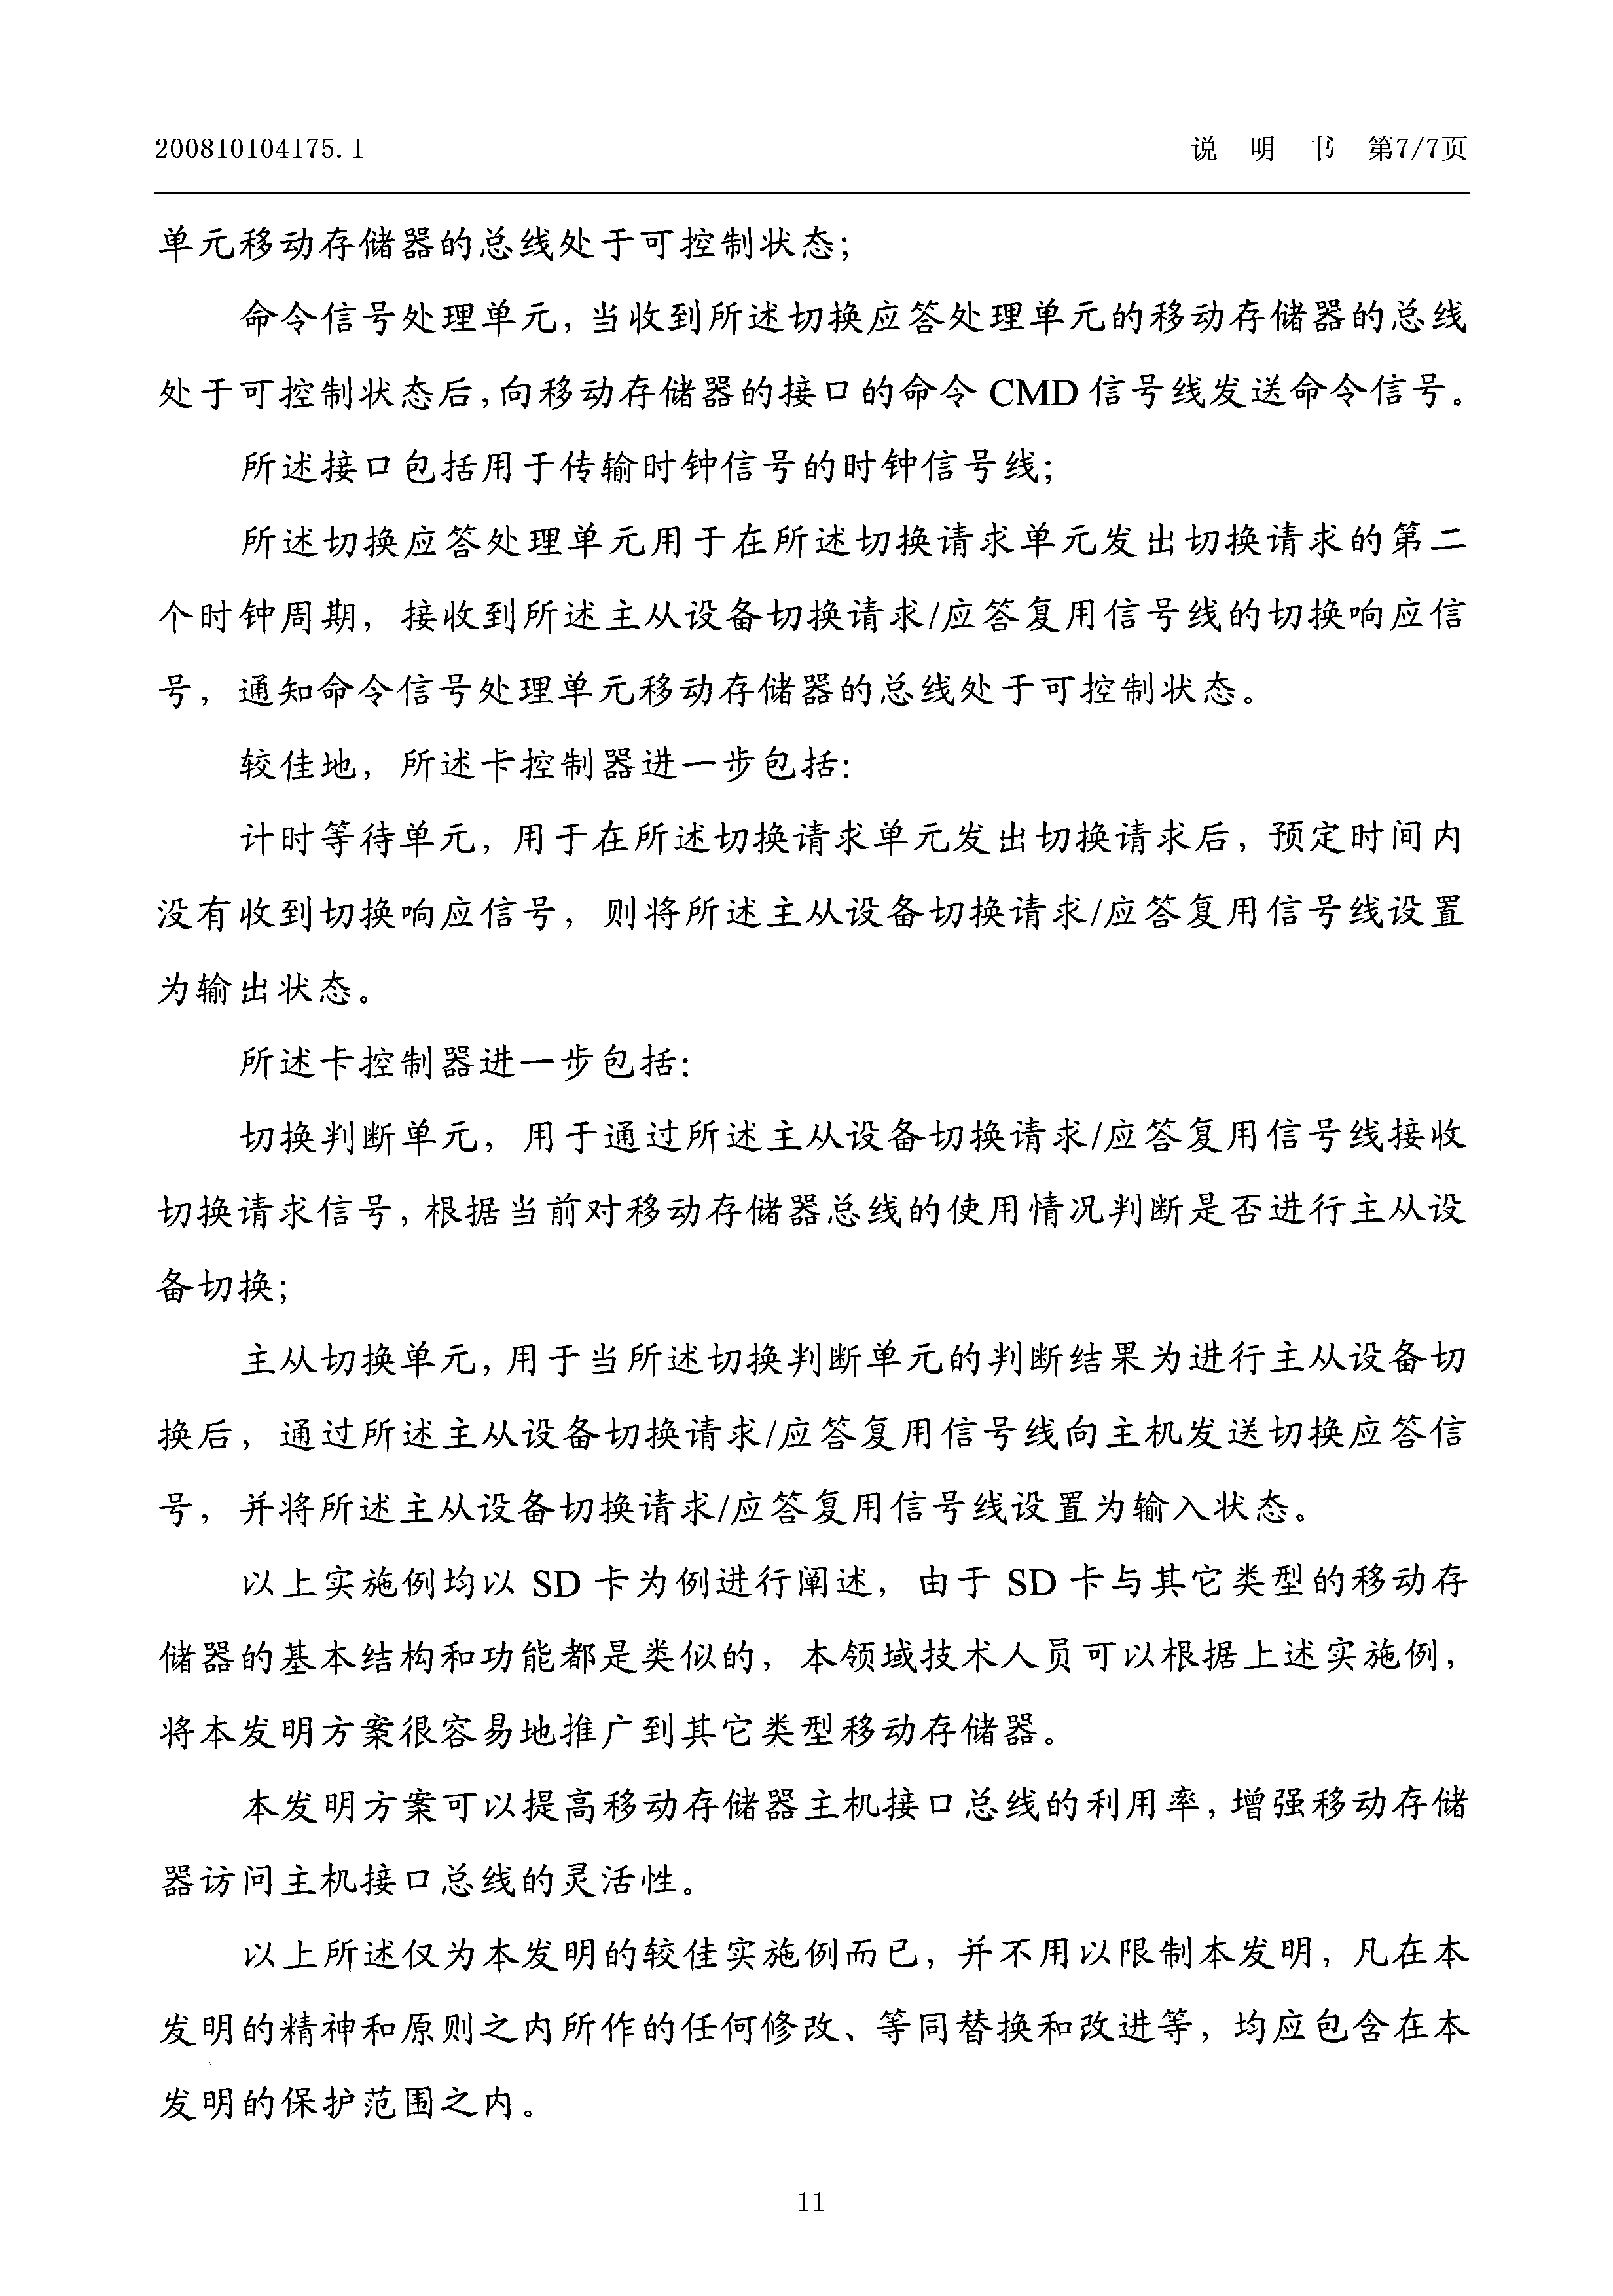 200810104175.1
说 明 书 第7/7页
单元移动存储器的总线处于可控制状态；
命令信号处理单元，当收到所述切换应答处理单元的移动存储器的总线
处于可控制状态后，向移动存储器的接口的命令 CMD 信号线发送命令信号。
所述接口包括用于传输时钟信号的时钟信号线；
所述切换应答处理单元用于在所述切换请求单元发出切换请求的第二
个时钟周期，接收到所述主从设备切换请求/应答复用信号线的切换响应信
号，通知命令信号处理单元移动存储器的总线处于可控制状态。
较佳地，所述卡控制器进一步包括：
计时等待单元，用于在所述切换请求单元发出切换请求后，预定时间内
没有收到切换响应信号，则将所述主从设备切换请求/应答复用信号线设置
为输出状态。
所述卡控制器进一步包括：
切换判断单元，用于通过所述主从设备切换请求/应答复用信号线接收
切换请求信号，根据当前对移动存储器总线的使用情况判断是否进行主从设
备切换；
主从切换单元，用于当所述切换判断单元的判断结果为进行主从设备切
换后，通过所述主从设备切换请求/应答复用信号线向主机发送切换应答信
号，并将所述主从设备切换请求/应答复用信号线设置为输入状态。
以上实施例均以 SD 卡为例进行阐述，由于 SD 卡与其它类型的移动存
储器的基本结构和功能都是类似的，本领域技术人员可以根据上述实施例，
将本发明方案很容易地推广到其它类型移动存储器。
本发明方案可以提高移动存储器主机接口总线的利用率，增强移动存储
器访问主机接口总线的灵活性。
以上所述仅为本发明的较佳实施例而已，并不用以限制本发明，凡在本
发明的精神和原则之内所作的任何修改、等同替换和改进等，均应包含在本
发明的保护范围之内。
11